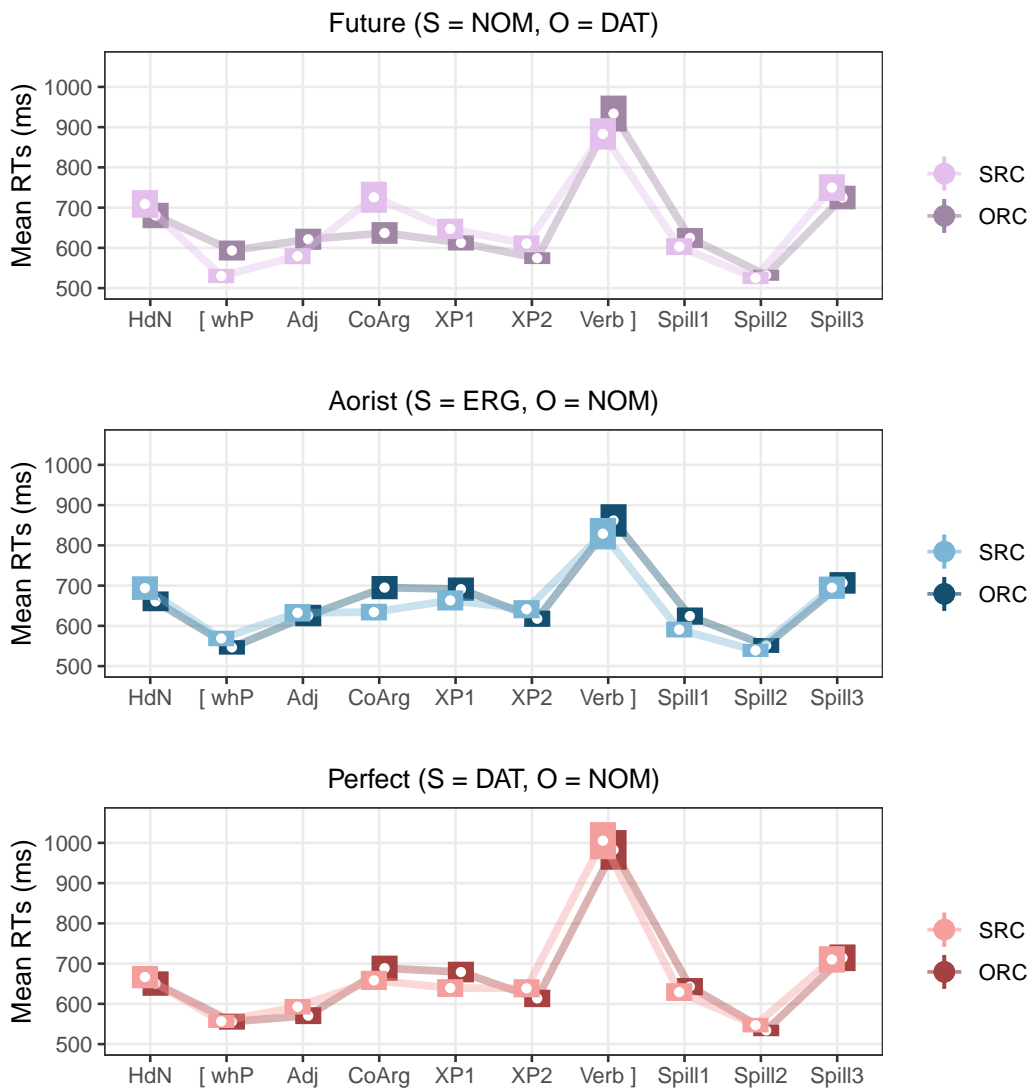 Future (S = NOM, O = DAT)
Mean RTs (ms)
1000
900
800
700
600
500
HdN [ whP Adj CoArg XP1 XP2 Verb ] Spill1 Spill2 Spill3
SRC
ORC
Aorist (S = ERG, O = NOM)
Mean RTs (ms)
1000
900
800
700
600
500
HdN [ whP Adj CoArg XP1 XP2 Verb ] Spill1 Spill2 Spill3
SRC
ORC
Perfect (S = DAT, O = NOM)
Mean RTs (ms)
1000
900
800
700
600
500
HdN [ whP Adj CoArg XP1 XP2 Verb ] Spill1 Spill2 Spill3
SRC
ORC